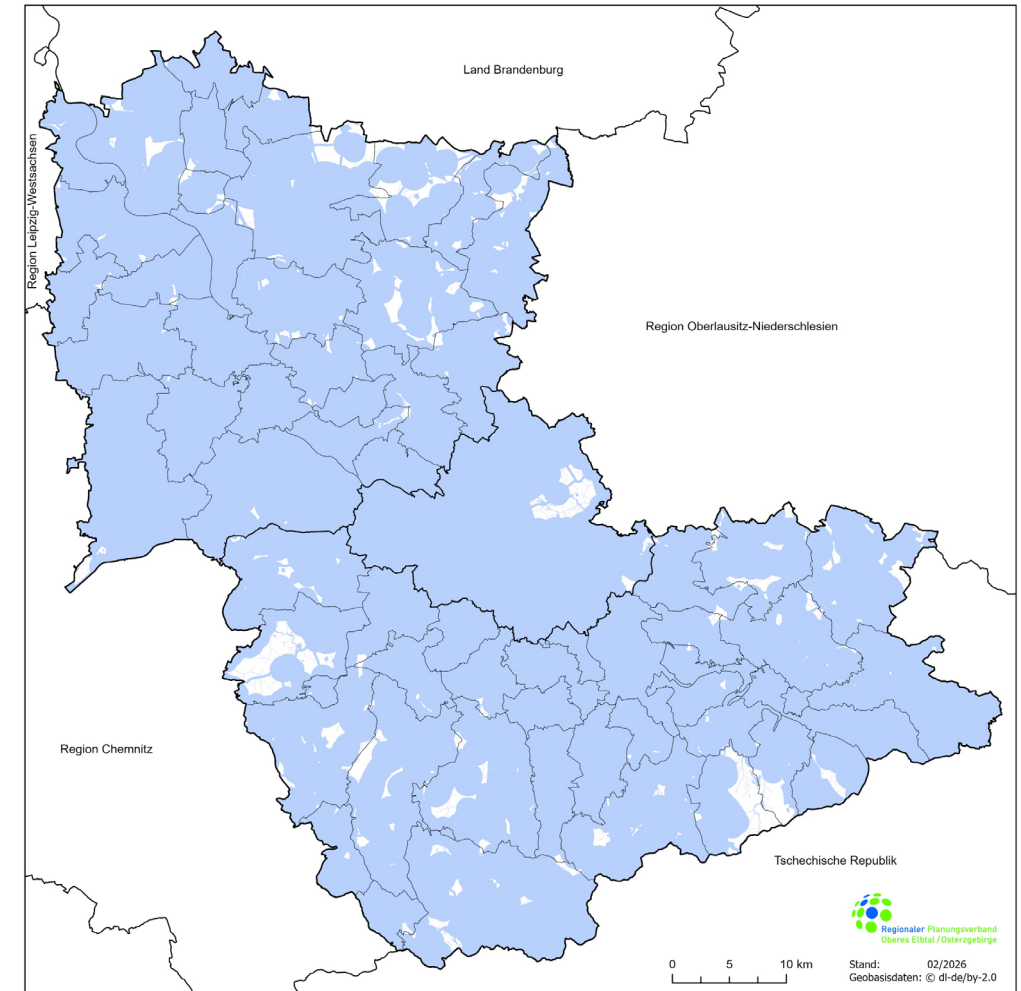 Land Brandenburg
Region Leipzig-Westsachsen
Region Oberlausitz-Niederschlesien
Region Chemnitz
Tschechische Republik
Regionaler Planungsverband
Oberes Elbtal / Osterzgebirge
0 5 10 km
Stand: 02/2026
Geobasisdaten: © dl-de/by-2.0